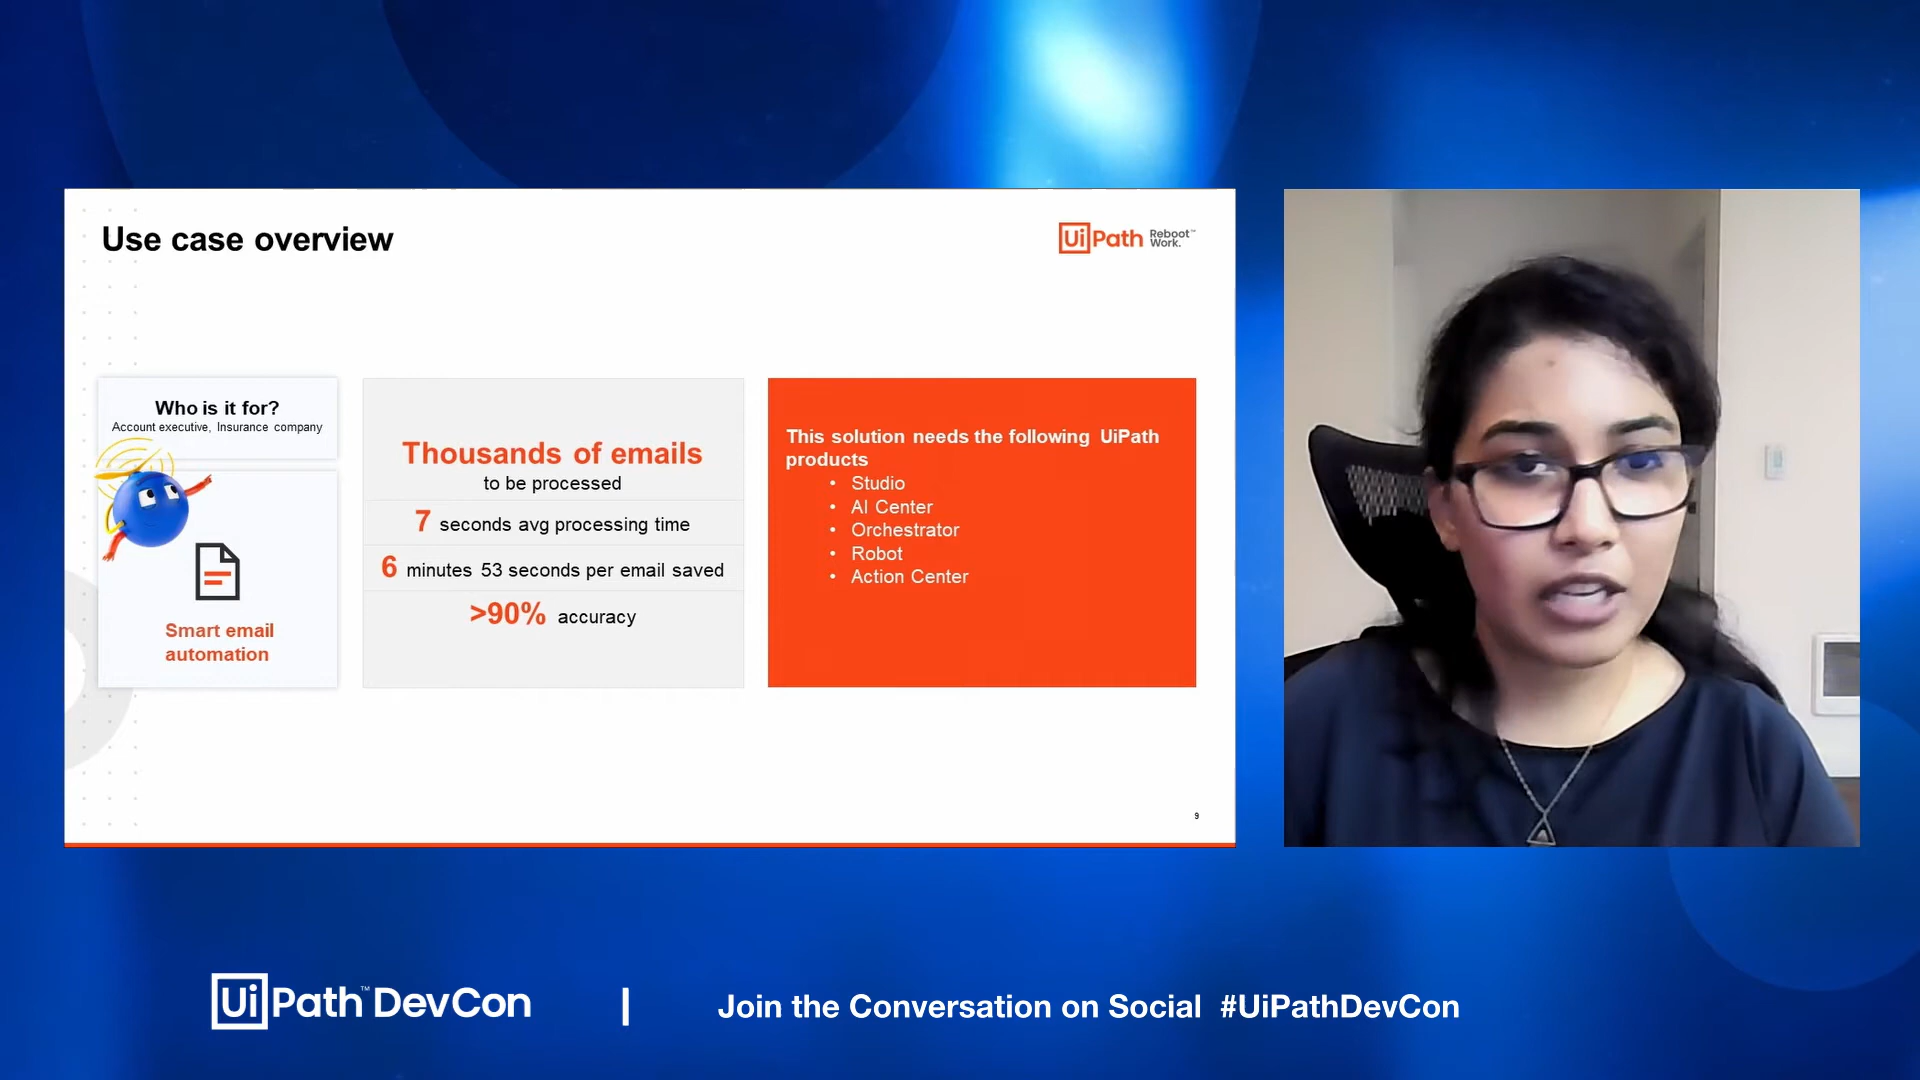 Use case overview
UiPath Reboot™
Work.
Who is it for?
Account executive, Insurance company
Smart email
automation
Thousands of emails
to be processed
7 seconds avg processing time
6 minutes 53 seconds per email saved
>90% accuracy
This solution needs the following UiPath
products
• Studio
• AI Center
• Orchestrator
• Robot
• Action Center
9
UiPath™ DevCon | Join the Conversation on Social #UiPathDevCon